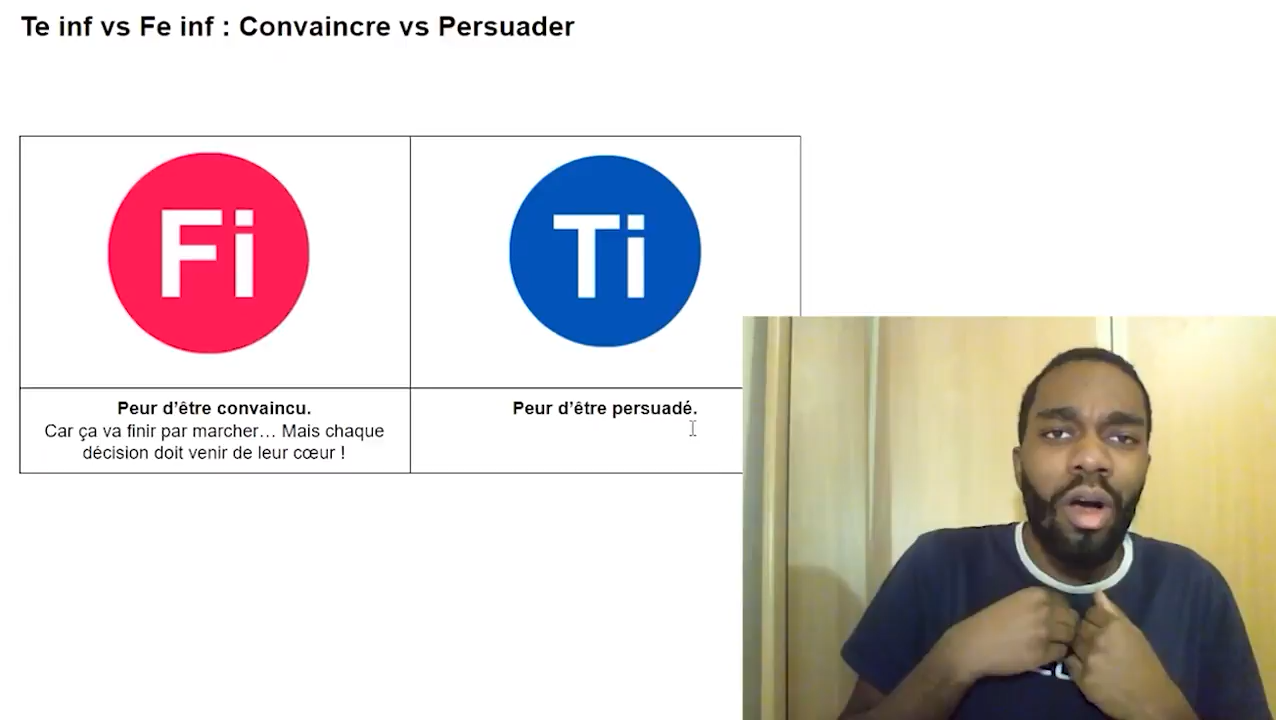 Te inf vs Fe inf : Convaincre vs Persuader
Fi
Ti
Peur d’être convaincu.
Car ça va finir par marcher… Mais chaque
décision doit venir de leur cœur !
Peur d’être persuadé.